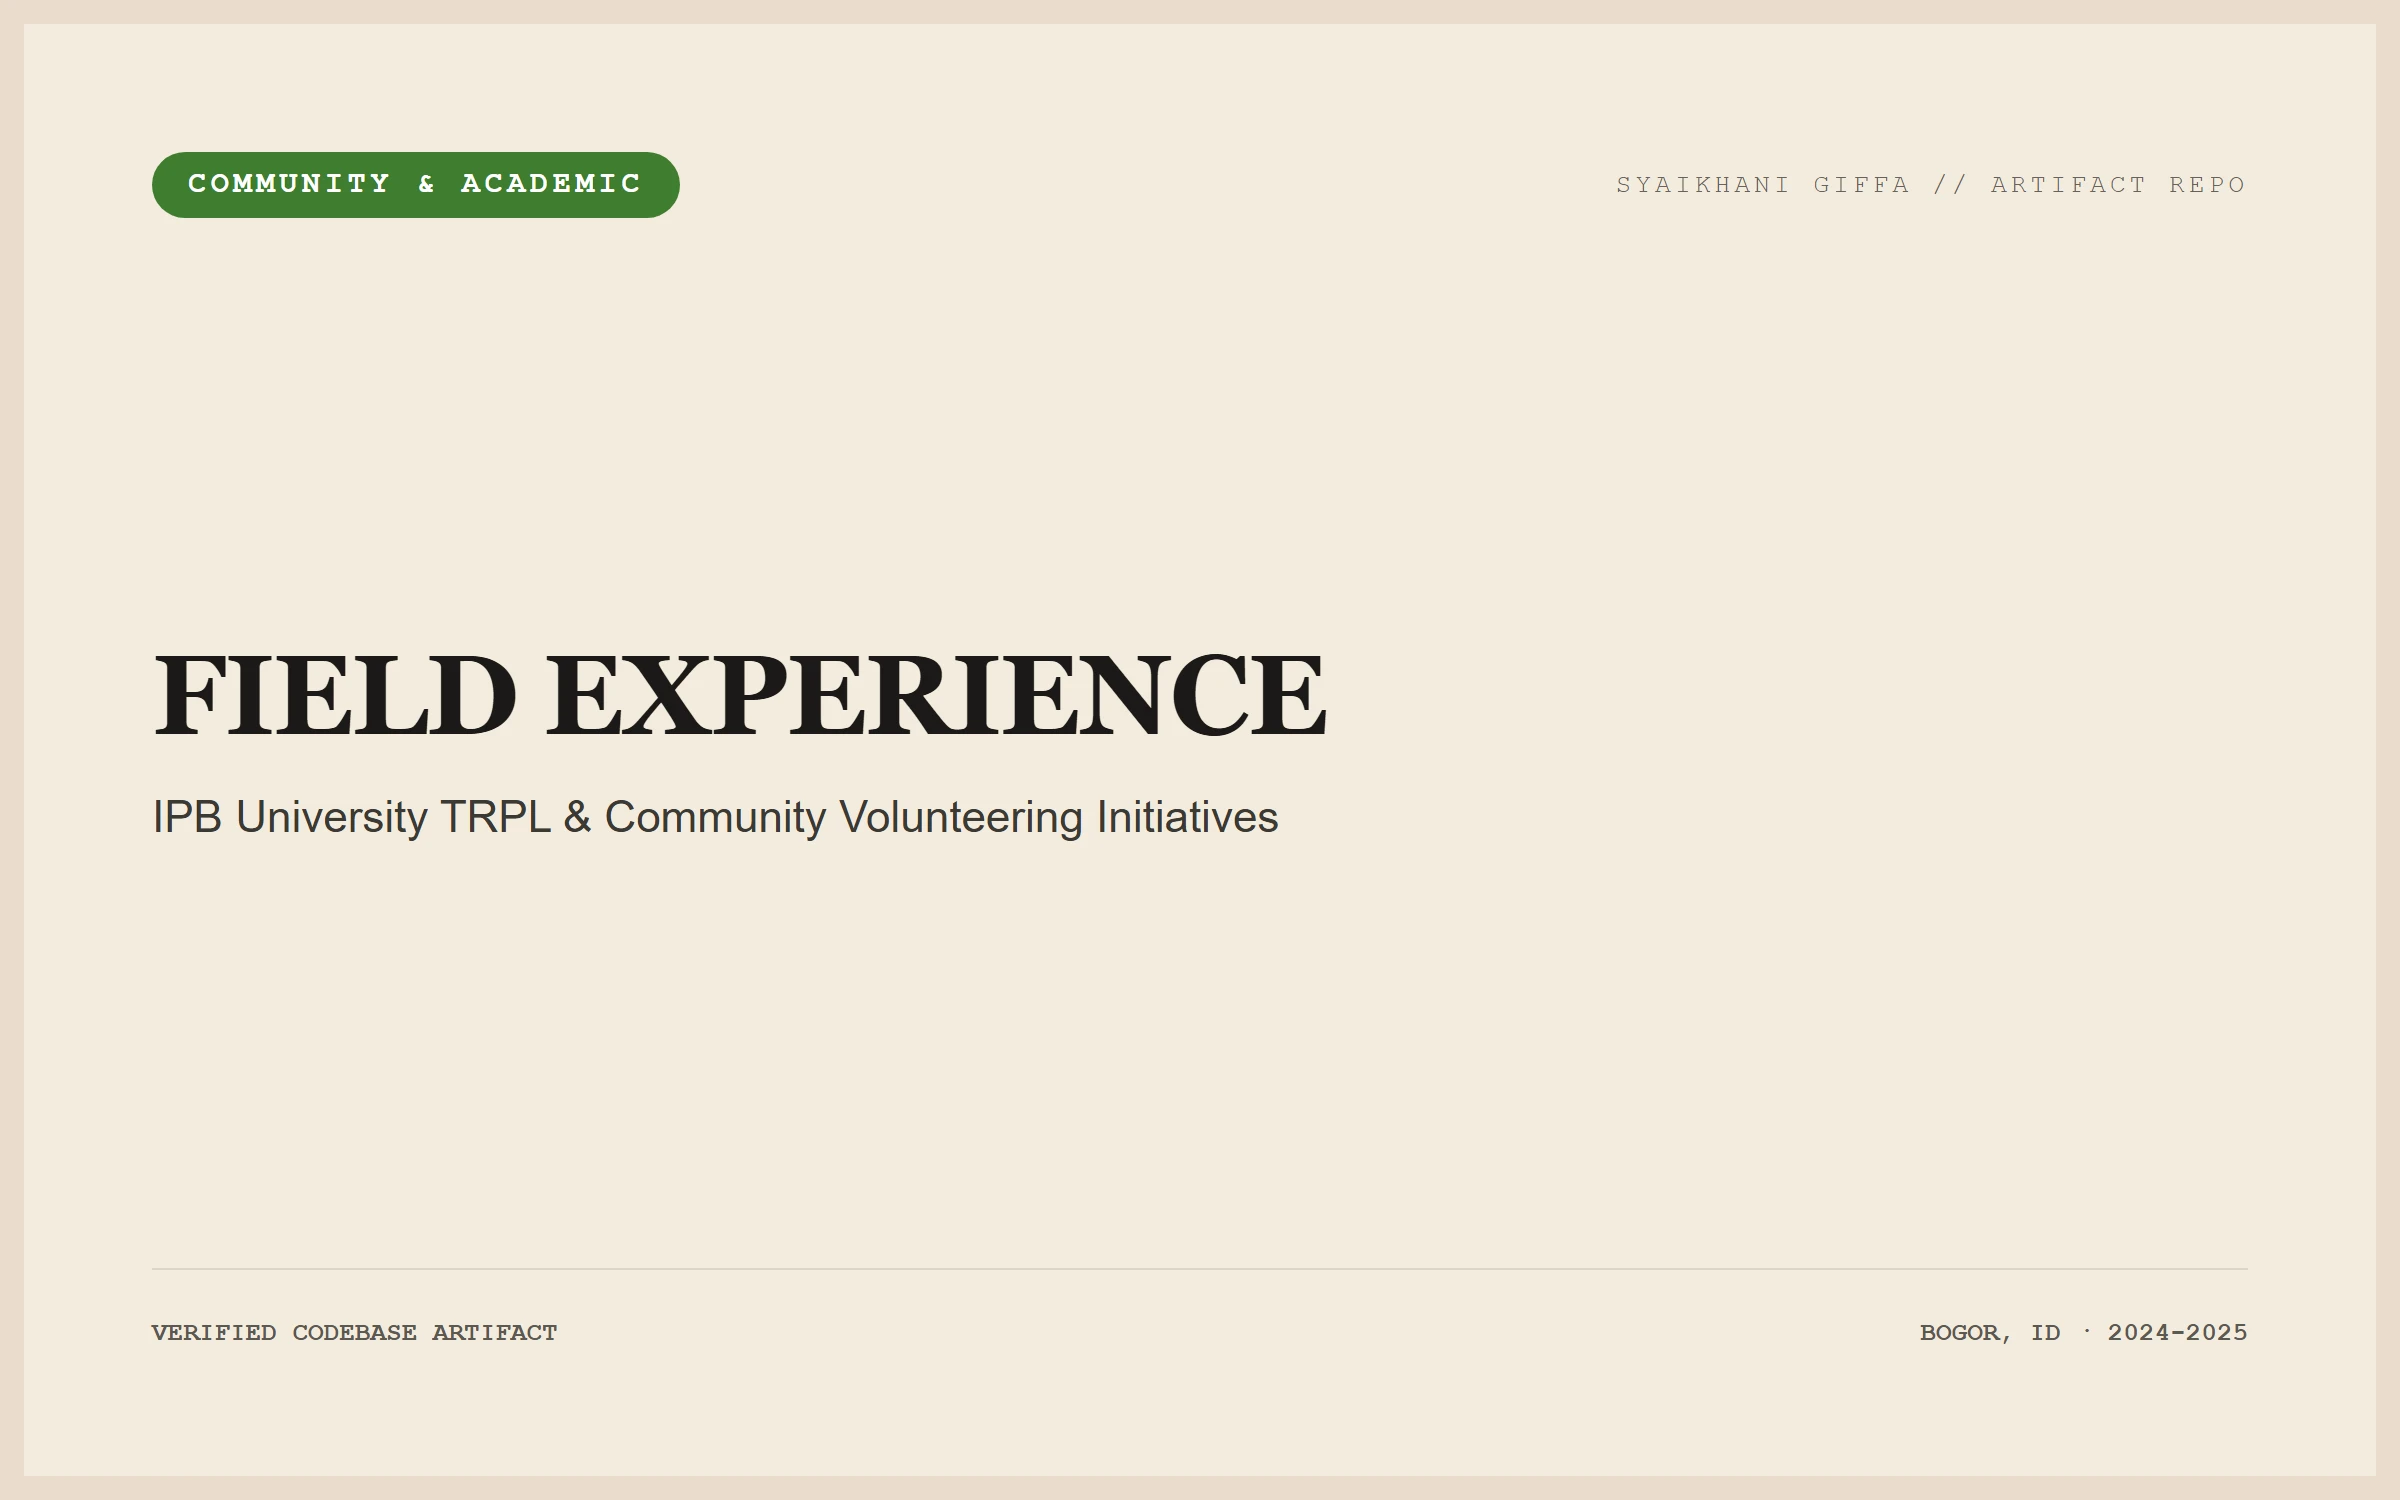 COMMUNITY & ACADEMIC
SYAIKHANI GIFFA // ARTIFACT REPO
FIELD EXPERIENCE
IPB University TRPL & Community Volunteering Initiatives
VERIFIED CODEBASE ARTIFACT
BOGOR, ID · 2024–2025